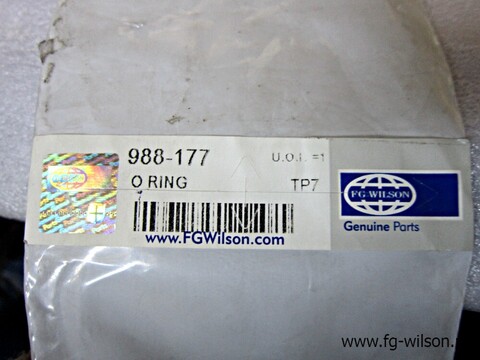 988-177
U.O.I. =1
O RING
TP7
FG WILSON
Genuine Parts
www.FGWilson.com
www.fg-wilson.